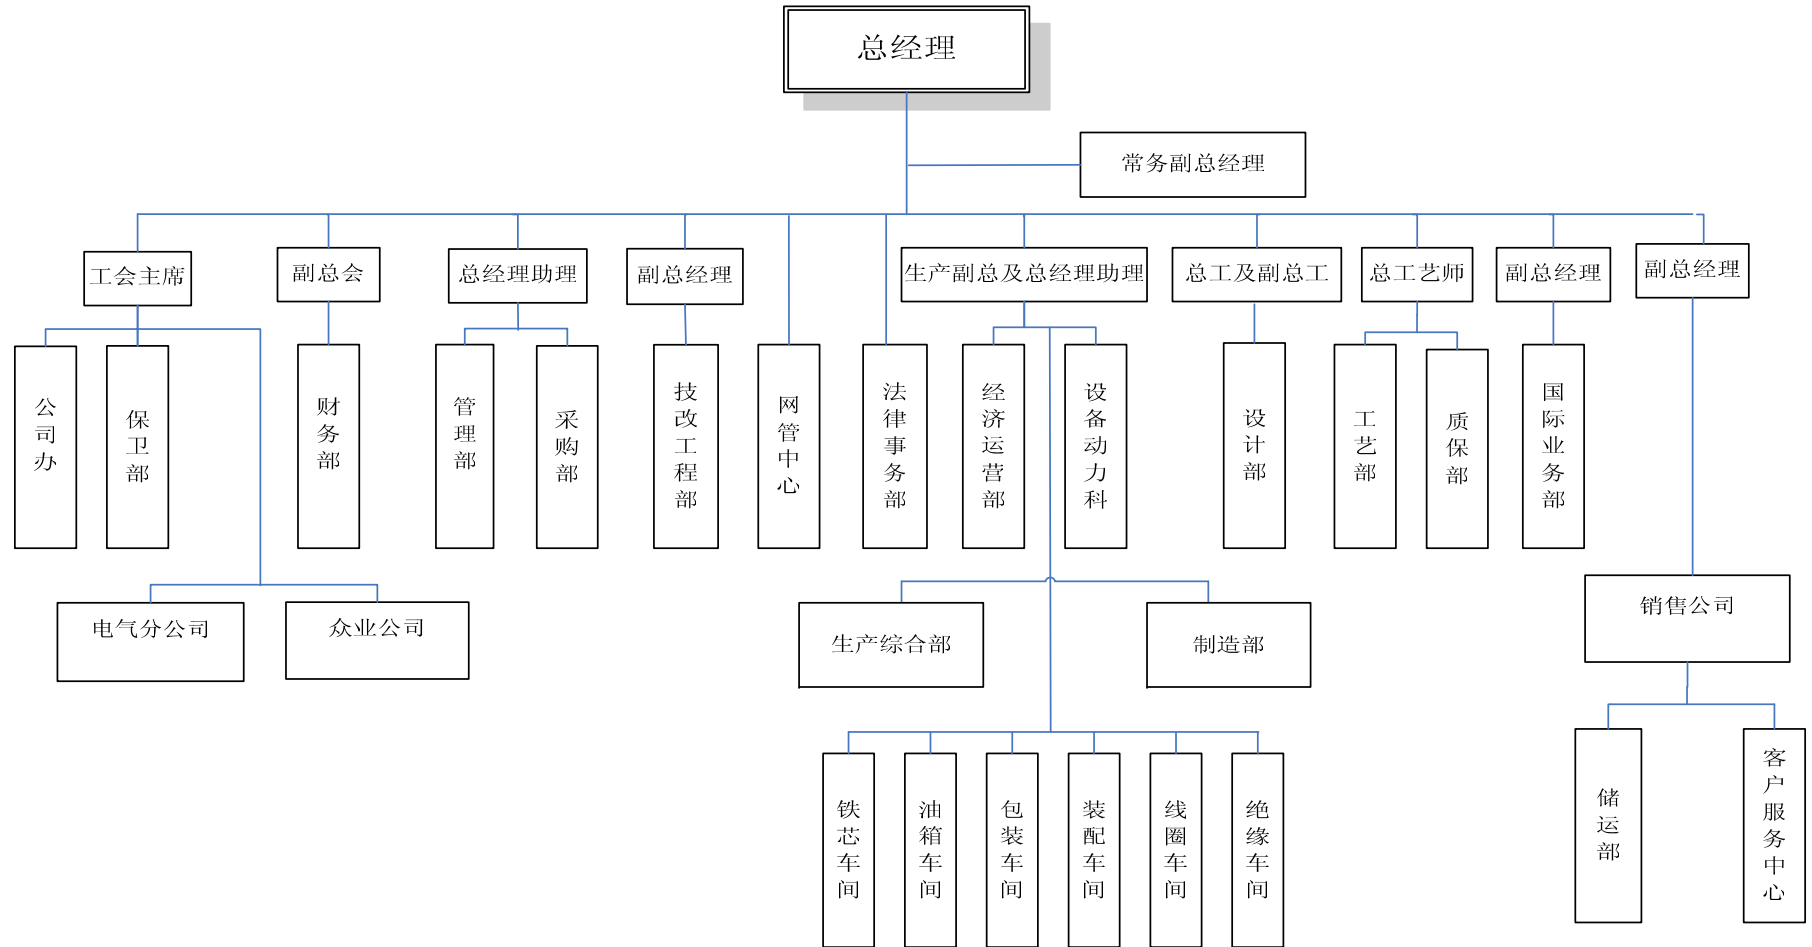 总经理
常务副总经理
工会主席
副总会
总经理助理
副总经理
生产副总及总经理助理
总工及副总工
总工艺师
副总经理
副总经理
公司办
保卫部
财务部
管理部
采购部
技改工程部
网管中心
法律事务部
经济运营部
设备动力科
设计部
工艺部
质保部
国际业务部
电气分公司
众业公司
生产综合部
制造部
销售公司
铁芯车间
油箱车间
包装车间
装配车间
线圈车间
绝缘车间
储运部
客户服务中心